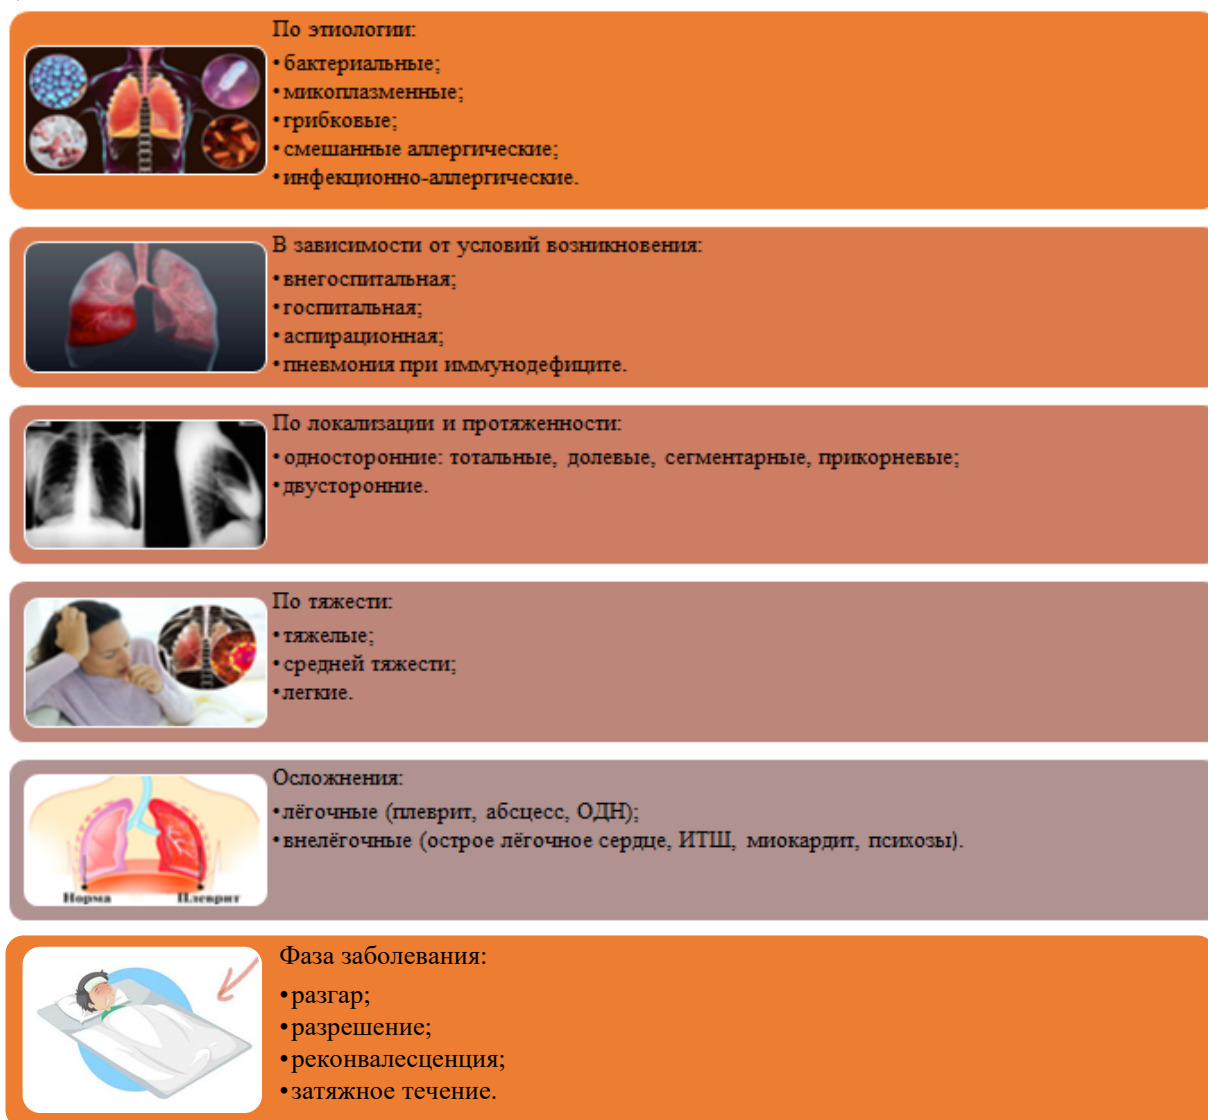 По этиологии:
•бактериальные;
•микоплазменные;
•грибковые;
•смешанные аллергические;
•инфекционно-аллергические.
В зависимости от условий возникновения:
•внегоспитальная;
•госпитальная;
•аспирационная;
•пневмония при иммунодефиците.
По локализации и протяженности:
•односторонние: тотальные, долевые, сегментарные, прикорневые;
•двусторонние.
По тяжести:
•тяжелые;
•средней тяжести;
•легкие.
Осложнения:
•лёгочные (плеврит, абсцесс, ОДН);
•внелёгочные (острое лёгочное сердце, ИТШ, миокардит, психозы).
Норма Плеврит
Фаза заболевания:
•разгар;
•разрешение;
•реконвалесценция;
•затяжное течение.